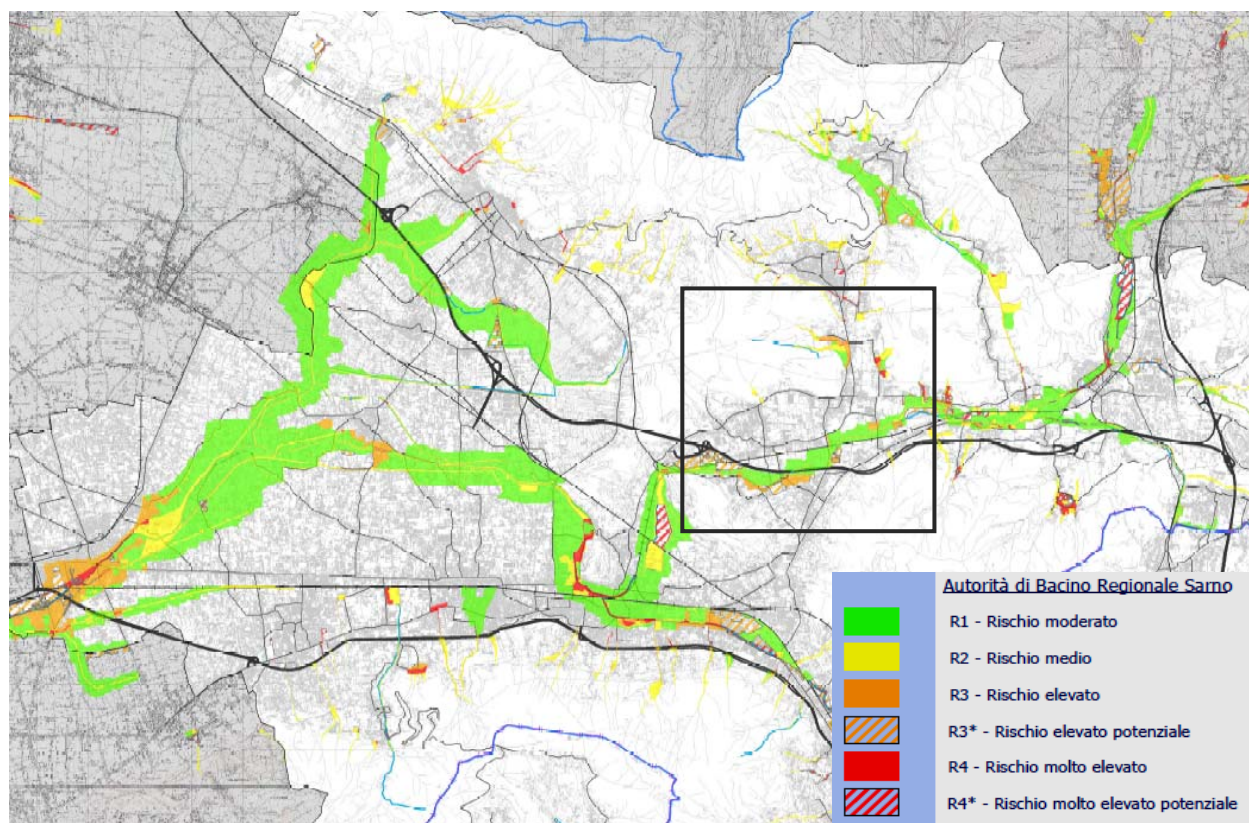 Autorità di Bacino Regionale Sarno
R1 - Rischio moderato
R2 - Rischio medio
R3 - Rischio elevato
R3* - Rischio elevato potenziale
R4 - Rischio molto elevato
R4* - Rischio molto elevato potenziale